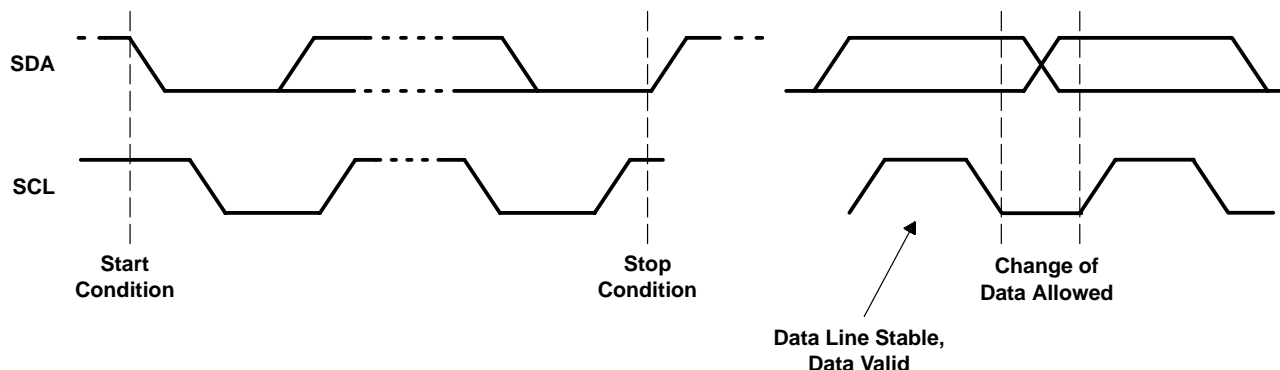 SDA
SCL
Start
Condition
Stop
Condition
Change of
Data Allowed
Data Line Stable,
Data Valid